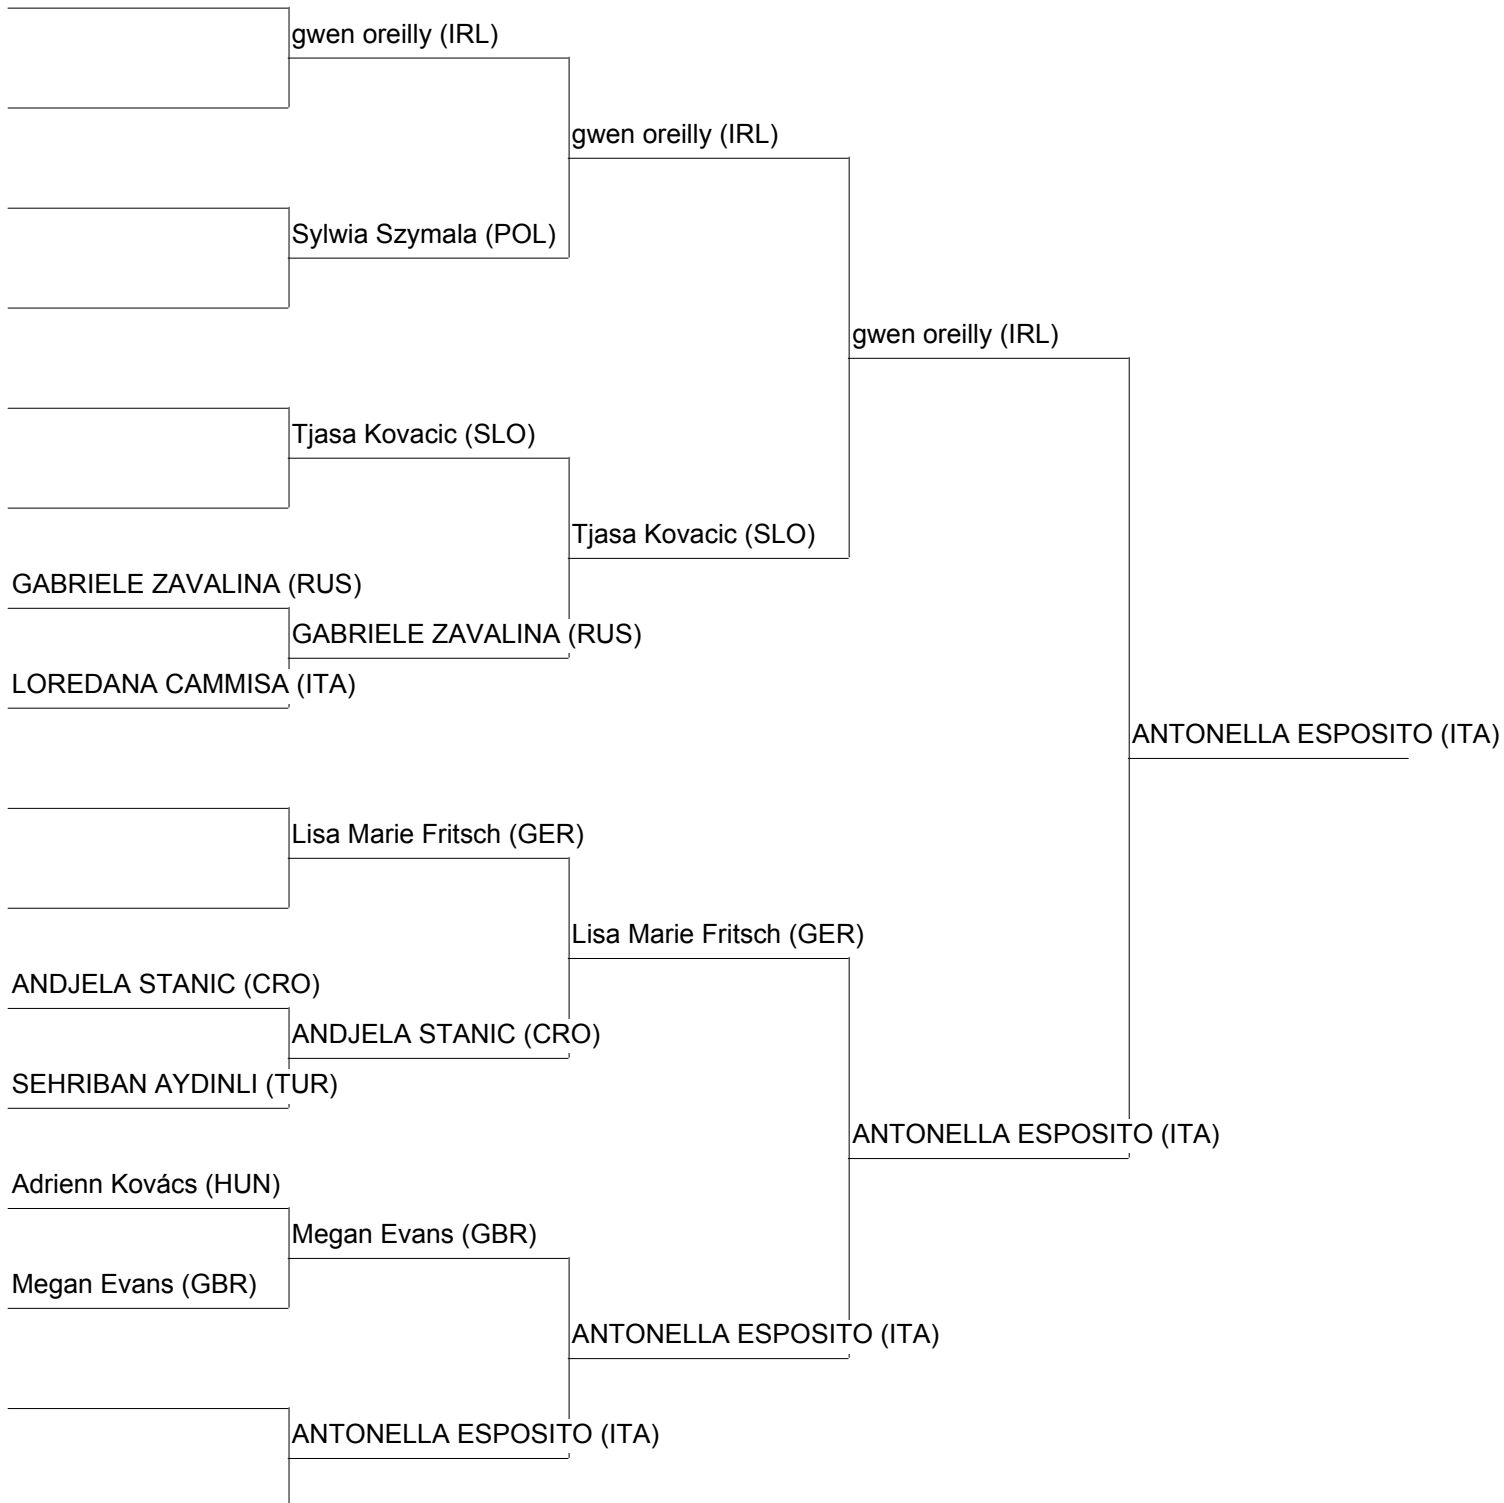 gwen oreilly (IRL)
gwen oreilly (IRL)
Sylwia Szymala (POL)
gwen oreilly (IRL)
Tjasa Kovacic (SLO)
Tjasa Kovacic (SLO)
GABRIELE ZAVALINA (RUS)
GABRIELE ZAVALINA (RUS)
LOREDANA CAMMISA (ITA)
ANTONELLA ESPOSITO (ITA)
Lisa Marie Fritsch (GER)
Lisa Marie Fritsch (GER)
ANDJELA STANIC (CRO)
ANDJELA STANIC (CRO)
SEHRIBAN AYDINLI (TUR)
ANTONELLA ESPOSITO (ITA)
Adrienn Kovács (HUN)
Megan Evans (GBR)
Megan Evans (GBR)
ANTONELLA ESPOSITO (ITA)
ANTONELLA ESPOSITO (ITA)